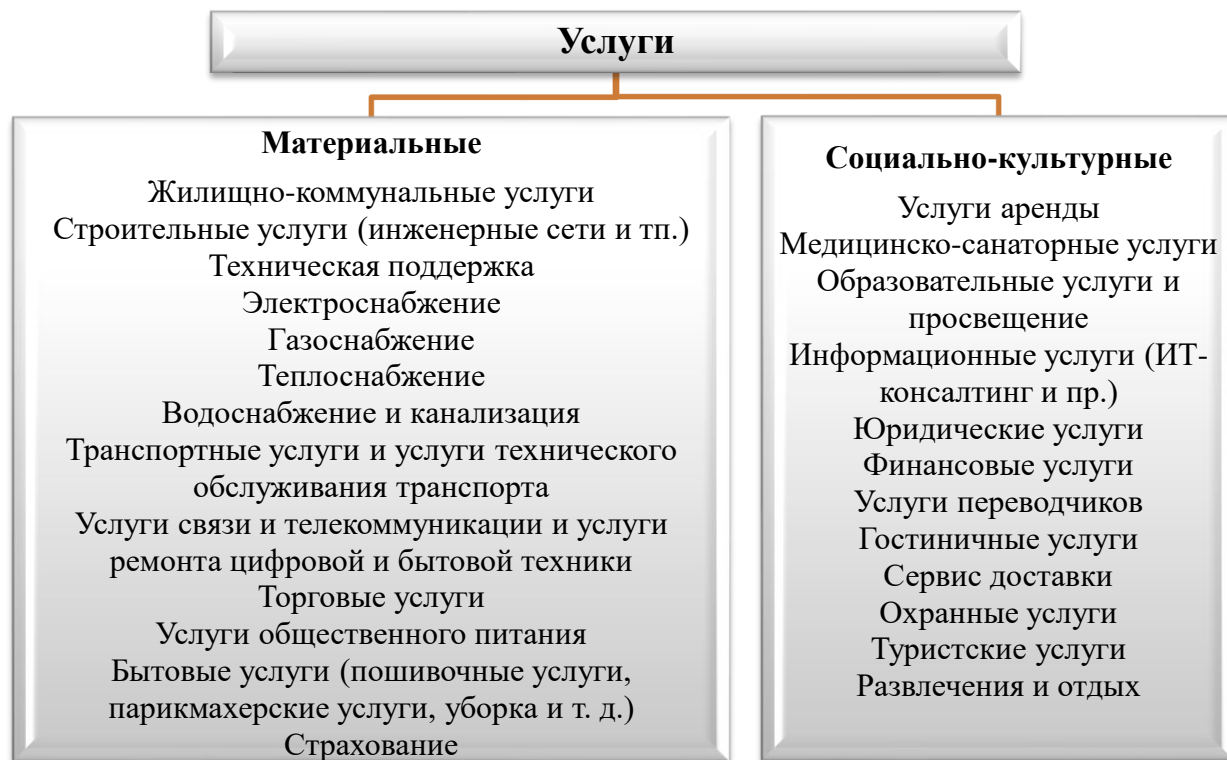 Услуги
Материальные
Жилищно-коммунальные услуги
Строительные услуги (инженерные сети и тп.)
Техническая поддержка
Электроснабжение
Газоснабжение
Теплоснабжение
Водоснабжение и канализация
Транспортные услуги и услуги технического
обслуживания транспорта
Услуги связи и телекоммуникации и услуги
ремонта цифровой и бытовой техники
Торговые услуги
Услуги общественного питания
Бытовые услуги (пошивочные услуги,
парикмахерские услуги, уборка и т. д.)
Страхование
Социально-культурные
Услуги аренды
Медицинско-санаторные услуги
Образовательные услуги и
просвещение
Информационные услуги (ИТ-
консалтинг и пр.)
Юридические услуги
Финансовые услуги
Услуги переводчиков
Гостиничные услуги
Сервис доставки
Охранные услуги
Туристские услуги
Развлечения и отдых